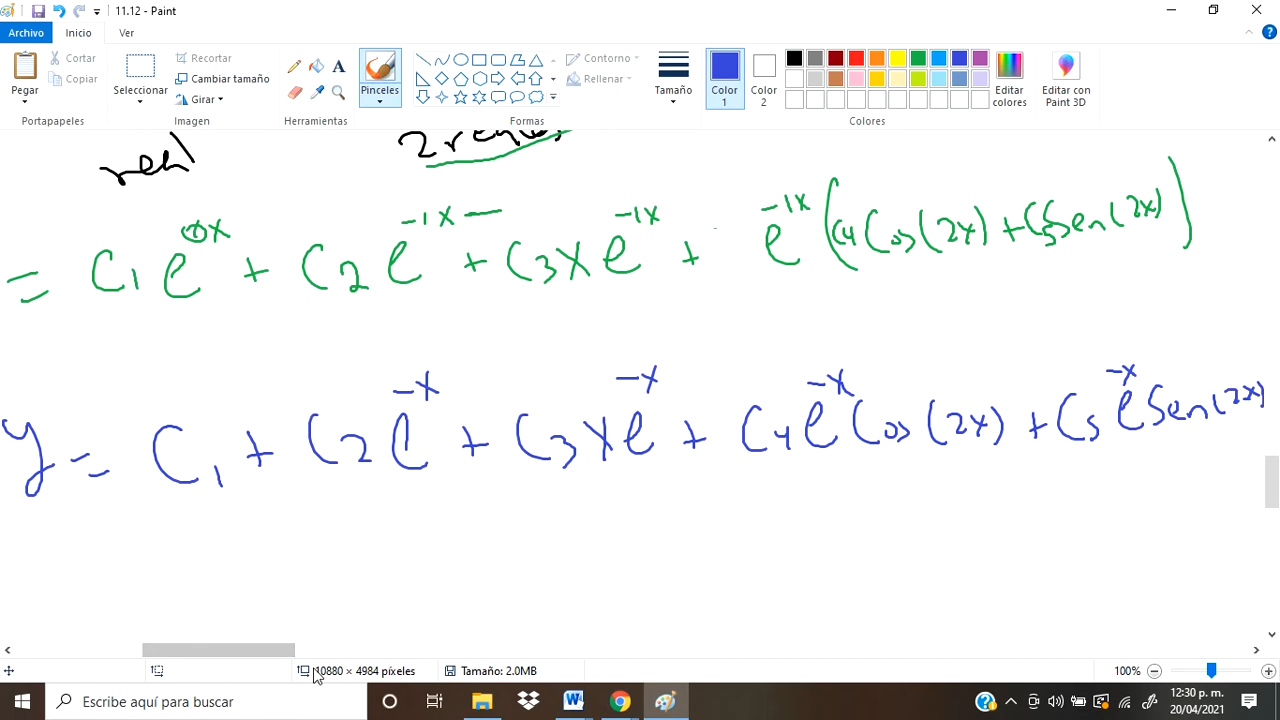 11.12 - Paint
Archivo Inicio Ver
Pegar
Cortar
Copiar
Portapapeles
Seleccionar
Recortar
Cambiar tamaño
Girar
Imagen
A
Herramientas
Pinceles
Contorno
Rellenar
Formas
Tamaño
Color 1
Color 2
Editar colores
Editar con Paint 3D
Colores
real
= C1 e^0x + C2 e^-1x + C3 x e^-1x + e^-1x (C4 Cos(2x) + C5 Sen(2x))
y = C1 + C2 e^-x + C3 x e^-x + C4 e^-x Cos(2x) + C5 e^-x Sen(2x)
10880 × 4984 píxeles Tamaño: 2.0MB 100%
Escribe aquí para buscar 12:30 p. m.
20/04/2021